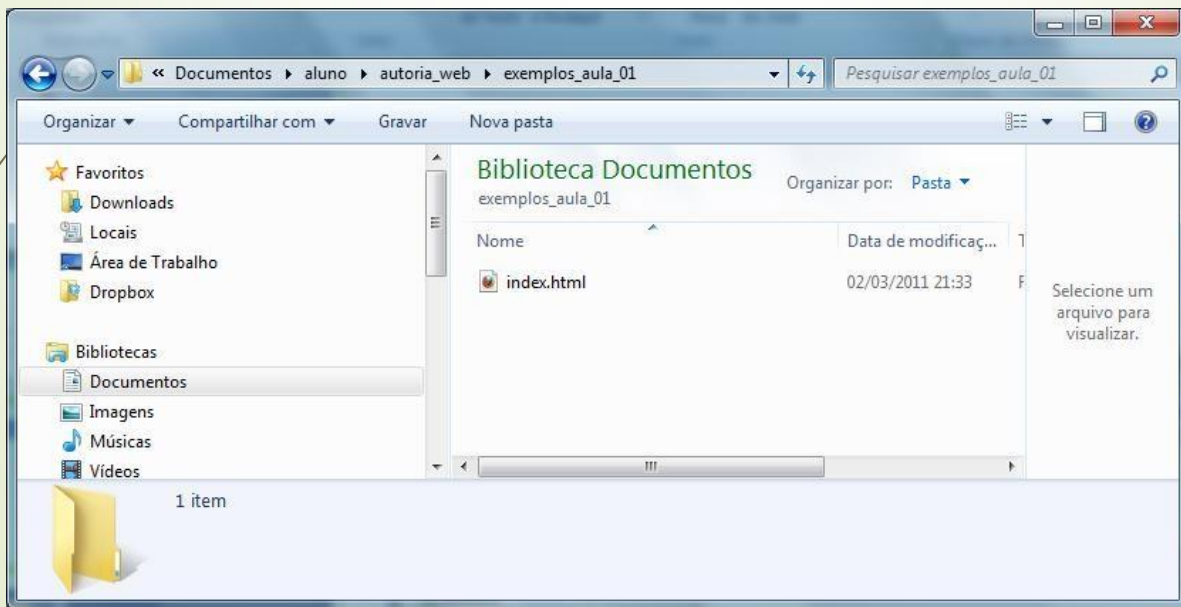 « Documentos ▸ aluno ▸ autoria_web ▸ exemplos_aula_01
Pesquisar exemplos_aula_01
Organizar Compartilhar com Gravar Nova pasta
Favoritos
Downloads
Locais
Área de Trabalho
Dropbox
Bibliotecas
Documentos
Imagens
Músicas
Vídeos
Biblioteca Documentos
exemplos_aula_01
Organizar por: Pasta
Nome Data de modificaç... T
index.html 02/03/2011 21:33 F
Selecione um
arquivo para
visualizar.
1 item